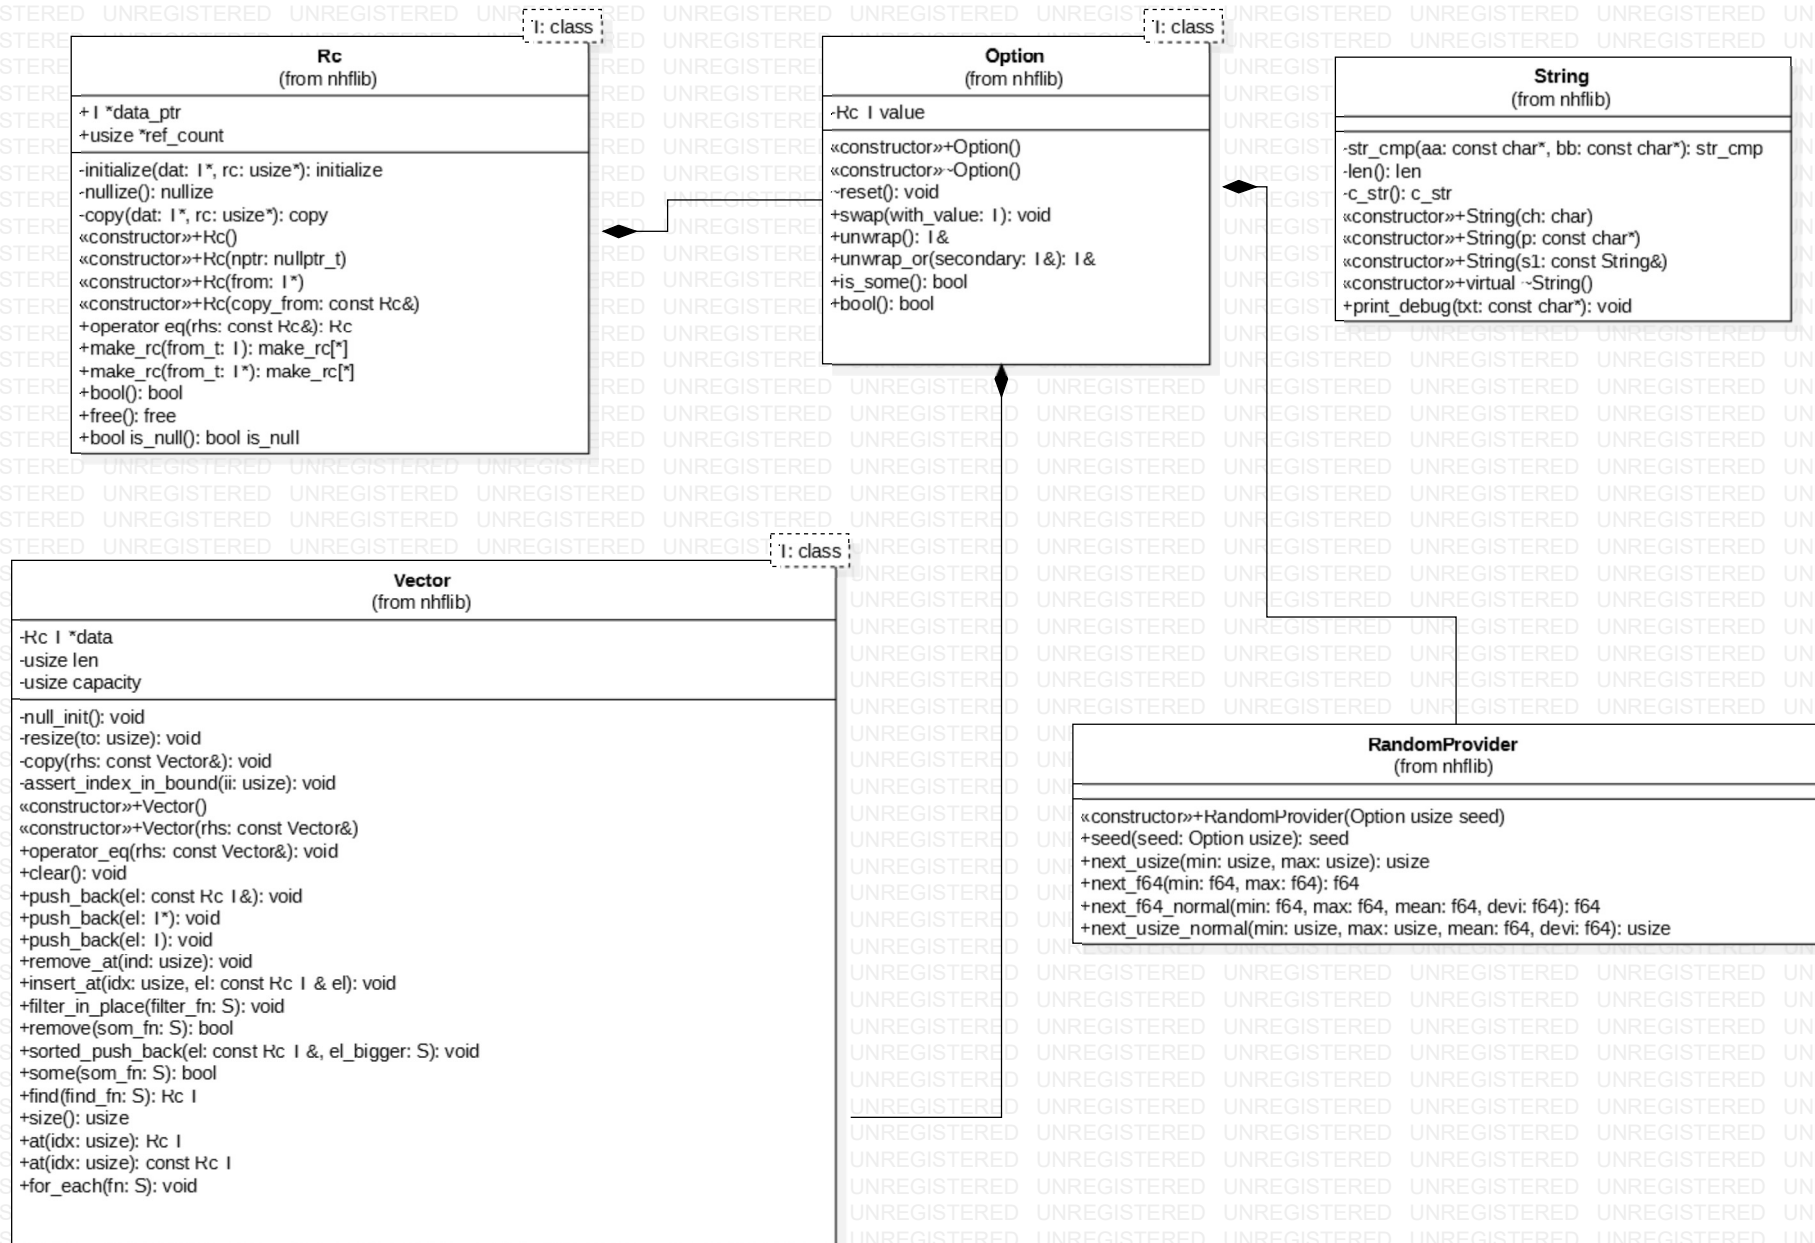 T: class
Rc
(from nhflib)
+T *data_ptr
+usize *ref_count
-initialize(dat: T*, rc: usize*): initialize
-nullize(): nullize
-copy(dat: T*, rc: usize*): copy
«constructor»+Rc()
«constructor»+Rc(nptr: nullptr_t)
«constructor»+Rc(from: T*)
«constructor»+Rc(copy_from: const Rc&)
+operator eq(rhs: const Rc&): Rc
+make_rc(from_t: T): make_rc[*]
+make_rc(from_t: T*): make_rc[*]
+bool(): bool
+free(): free
+bool is_null(): bool is_null
T: class
Option
(from nhflib)
-Rc T value
«constructor»+Option()
«constructor»~Option()
~reset(): void
+swap(with_value: T): void
+unwrap(): T&
+unwrap_or(secondary: T&): T&
+is_some(): bool
+bool(): bool
String
(from nhflib)
-str_cmp(aa: const char*, bb: const char*): str_cmp
-len(): len
-c_str(): c_str
«constructor»+String(ch: char)
«constructor»+String(p: const char*)
«constructor»+String(s1: const String&)
«constructor»+virtual ~String()
+print_debug(txt: const char*): void
T: class
Vector
(from nhflib)
-Rc T *data
-usize len
-usize capacity
-null_init(): void
-resize(to: usize): void
-copy(rhs: const Vector&): void
-assert_index_in_bound(ii: usize): void
«constructor»+Vector()
«constructor»+Vector(rhs: const Vector&)
+operator_eq(rhs: const Vector&): void
+clear(): void
+push_back(el: const Rc T&): void
+push_back(el: T*): void
+push_back(el: T): void
+remove_at(ind: usize): void
+insert_at(idx: usize, el: const Rc T & el): void
+filter_in_place(filter_fn: S): void
+remove(som_fn: S): bool
+sorted_push_back(el: const Rc T &, el_bigger: S): void
+some(som_fn: S): bool
+find(find_fn: S): Rc T
+size(): usize
+at(idx: usize): Rc T
+at(idx: usize): const Rc T
+for_each(fn: S): void
RandomProvider
(from nhflib)
«constructor»+RandomProvider(Option usize seed)
+seed(seed: Option usize): seed
+next_usize(min: usize, max: usize): usize
+next_f64(min: f64, max: f64): f64
+next_f64_normal(min: f64, max: f64, mean: f64, devi: f64): f64
+next_usize_normal(min: usize, max: usize, mean: f64, devi: f64): usize
UNREGISTERED